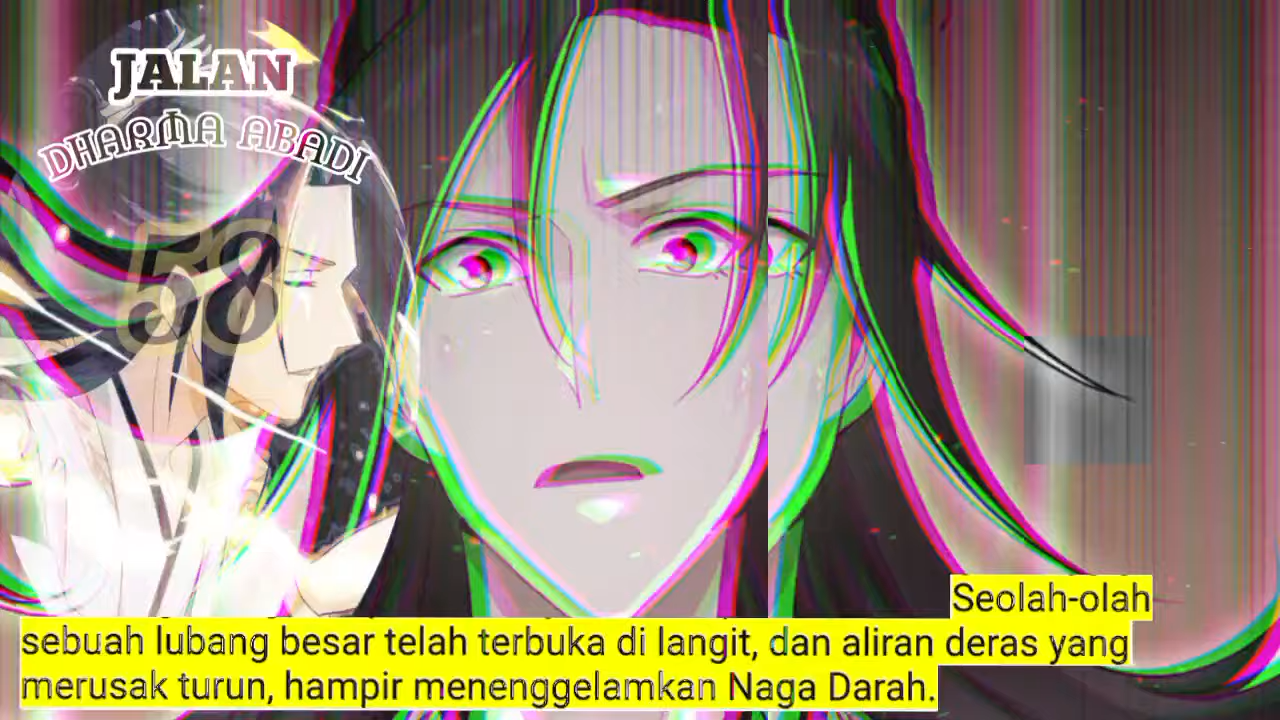 JALAN
DHARMA ABADI
58
Seolah-olah
sebuah lubang besar telah terbuka di langit, dan aliran deras yang
merusak turun, hampir menenggelamkan Naga Darah.